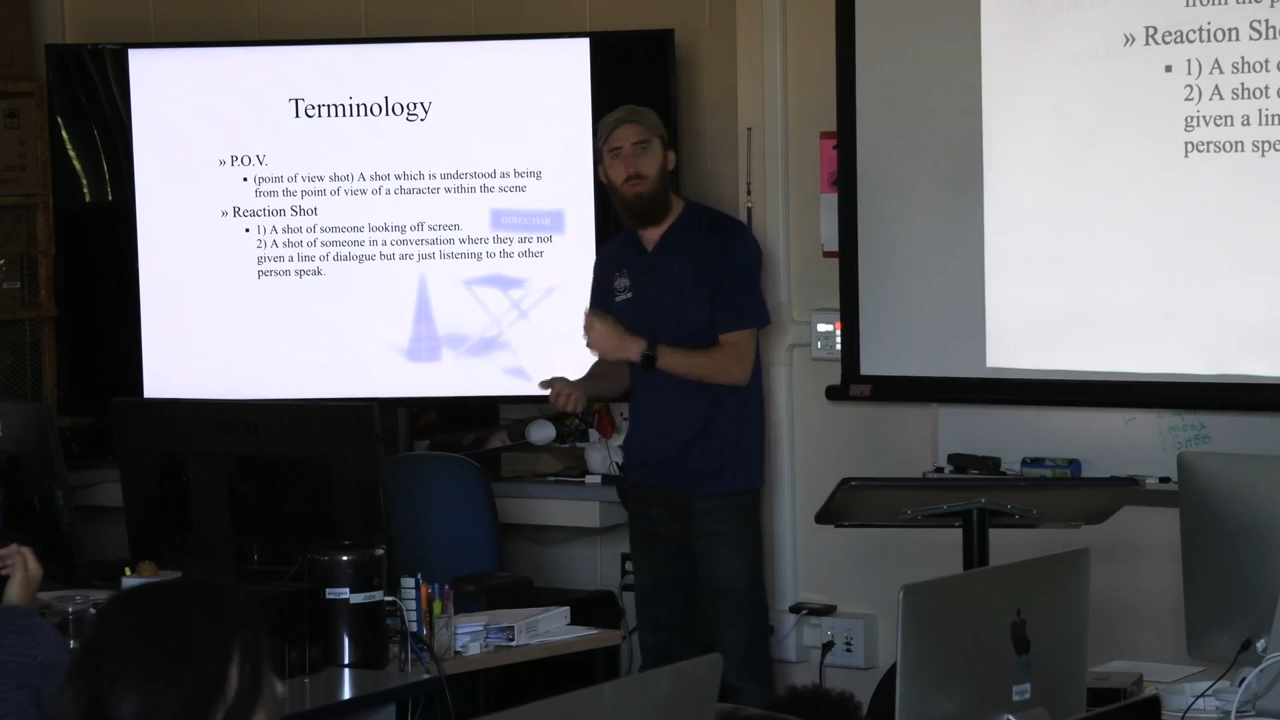 Terminology
» P.O.V.
▪ (point of view shot) A shot which is understood as being
from the point of view of a character within the scene
» Reaction Shot
▪ 1) A shot of someone looking off screen.
2) A shot of someone in a conversation where they are not
given a line of dialogue but are just listening to the other
person speak.
DIRECTOR
from the p
» Reaction Sho
▪ 1) A shot o
2) A shot o
given a lin
person spe